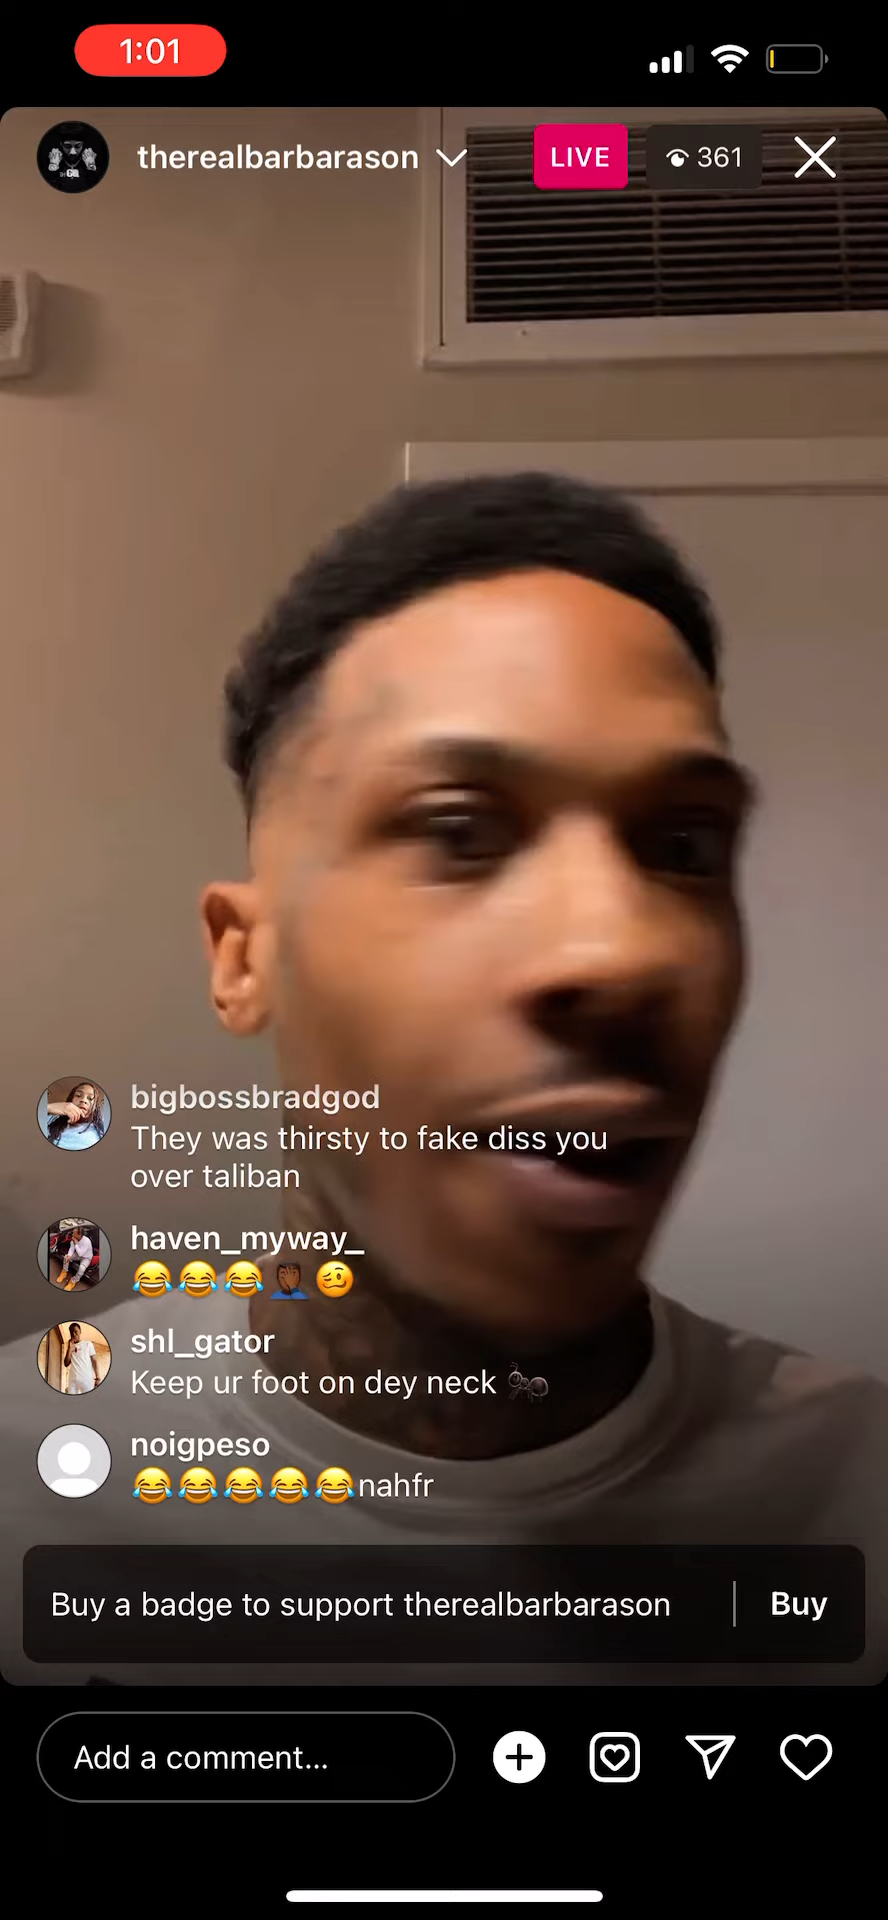 1:01
therealbarbarason
LIVE
361
bigbossbradgod
They was thirsty to fake diss you
over taliban
haven_myway_
😂😂😂🤦🏾‍♂️🥴
shl_gator
Keep ur foot on dey neck 🐜
noigpeso
😂😂😂😂😂nahfr
Buy a badge to support therealbarbarason
Buy
Add a comment...